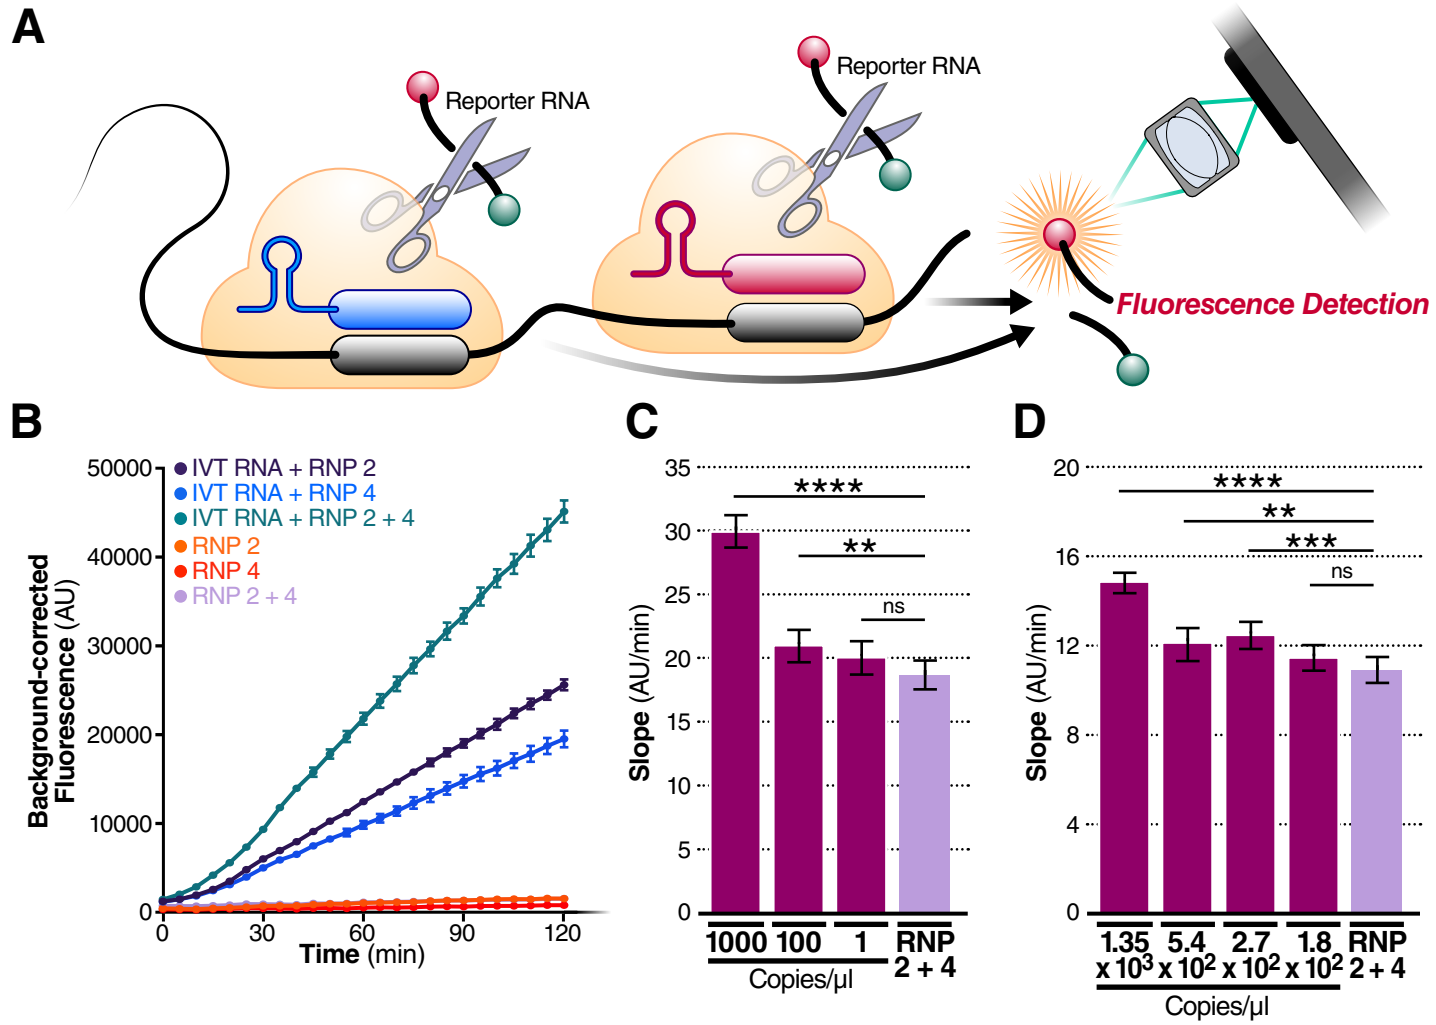 A
Reporter RNA
Reporter RNA
Fluorescence Detection
B
Background-corrected
Fluorescence (AU)
50000
40000
30000
20000
10000
0
IVT RNA + RNP 2
IVT RNA + RNP 4
IVT RNA + RNP 2 + 4
RNP 2
RNP 4
RNP 2 + 4
0 30 60 90 120
Time (min)
C
Slope (AU/min)
35
30
25
20
15
10
5
0
****
**
ns
1000 100 1 RNP
2 + 4
Copies/µl
D
Slope (AU/min)
20
16
12
8
4
0
****
**
***
ns
1.35 5.4 2.7 1.8 RNP
x 10³ x 10² x 10² x 10² 2 + 4
Copies/µl